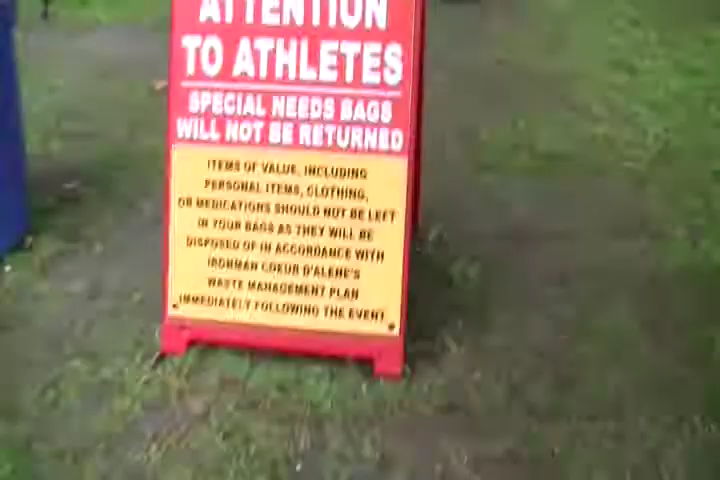 ATTENTION
TO ATHLETES
SPECIAL NEEDS BAGS
WILL NOT BE RETURNED
ITEMS OF VALUE, INCLUDING
PERSONAL ITEMS, CLOTHING,
OR MEDICATIONS SHOULD NOT BE LEFT
IN YOUR BAGS AS THEY WILL BE
DISPOSED OF IN ACCORDANCE WITH
IRONMAN COEUR D'ALENE'S
WASTE MANAGEMENT PLAN
IMMEDIATELY FOLLOWING THE EVENT